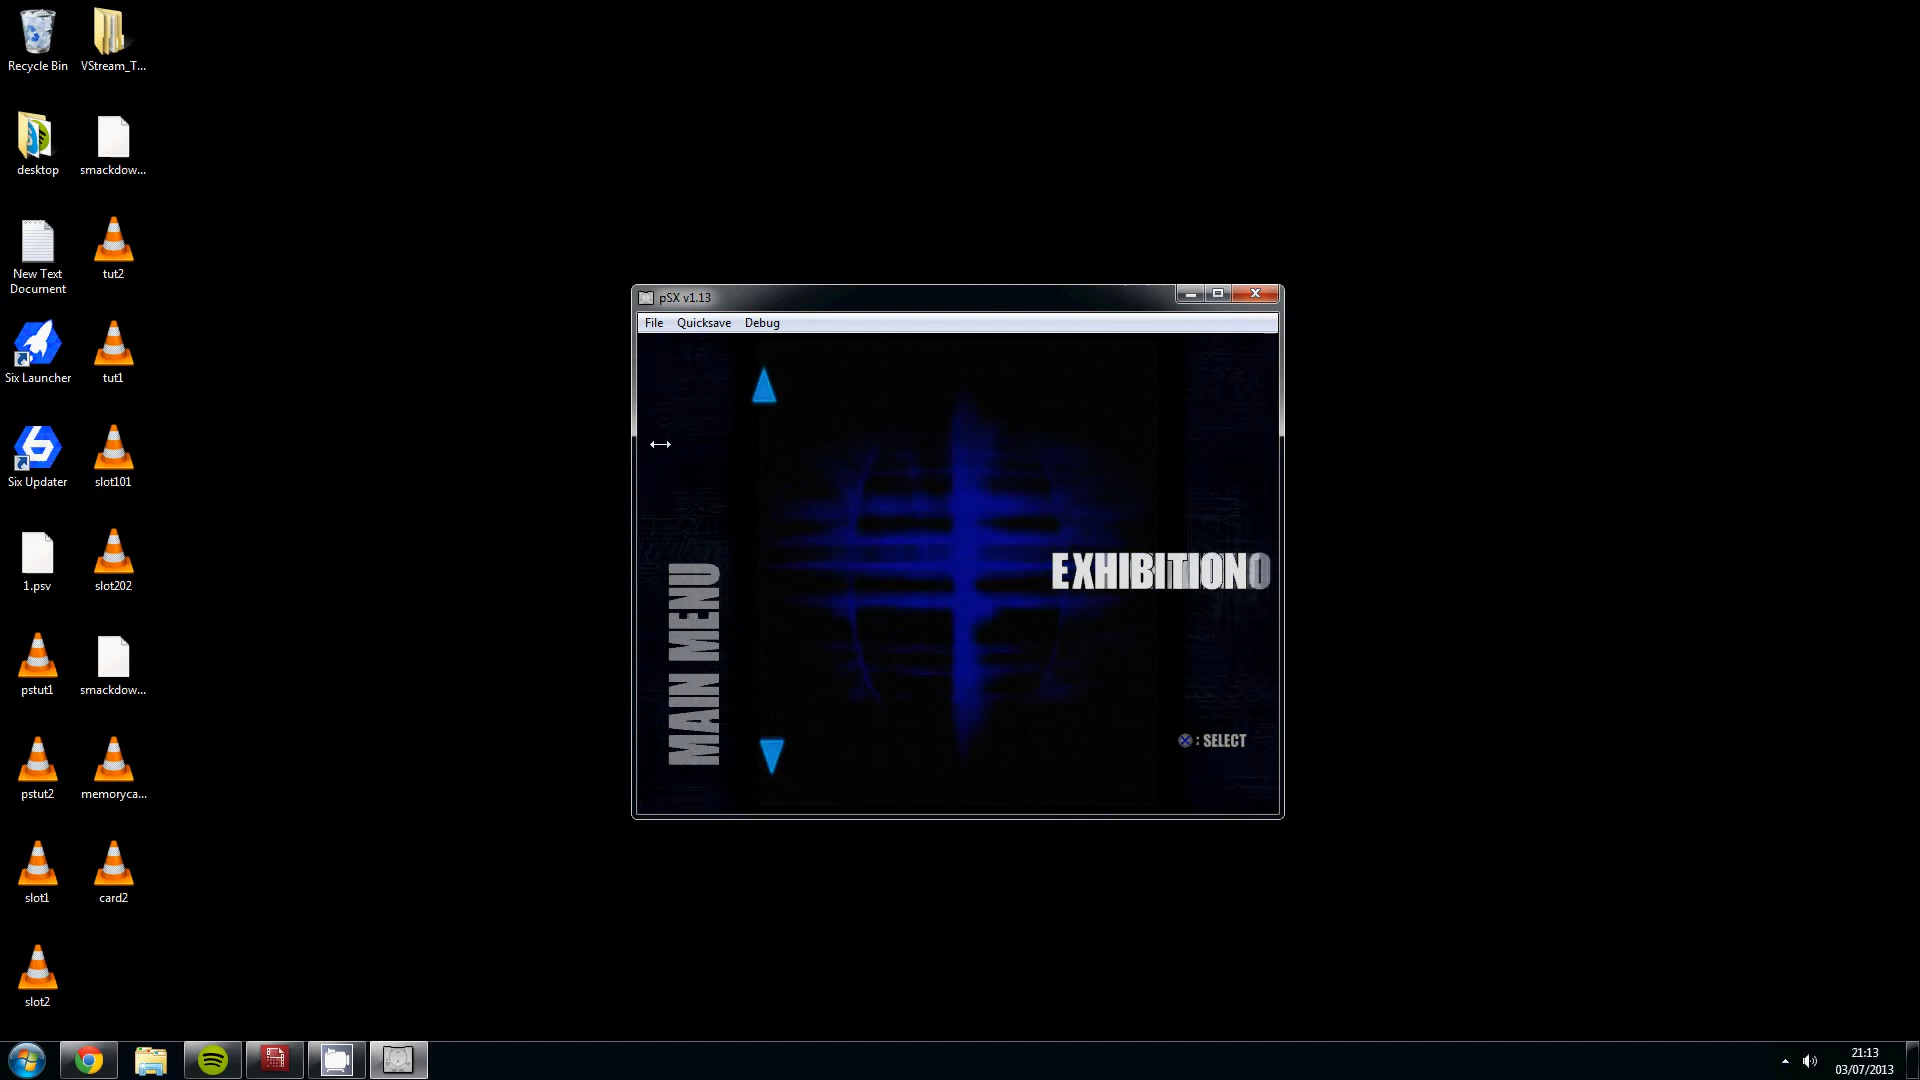 Recycle Bin
VStream_T...
desktop
smackdow...
New Text
Document
tut2
Six Launcher
tut1
Six Updater
slot101
1.psv
slot202
pstut1
smackdow...
pstut2
memoryca...
slot1
card2
slot2
pSX v1.13
File Quicksave Debug
EXHIBITION
MAIN MENU
: SELECT
21:13
03/07/2013